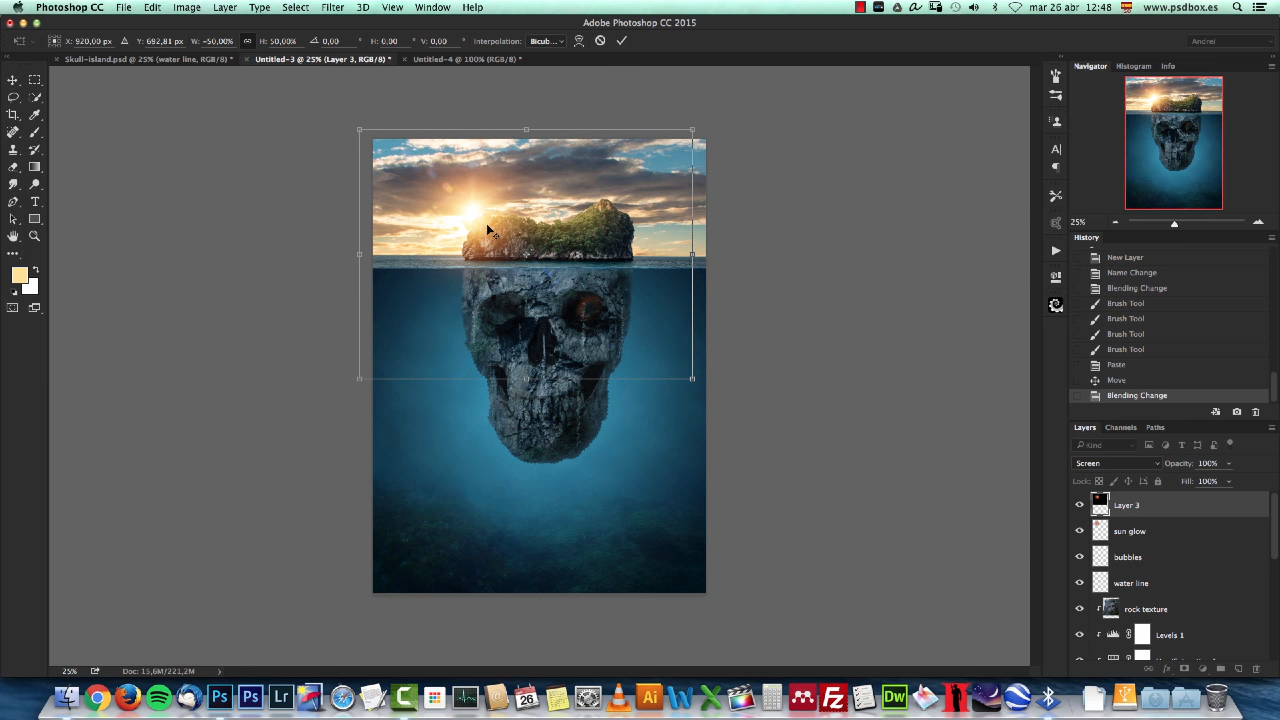 Photoshop CC File Edit Image Layer Type Select Filter 3D View Window Help mar 26 abr 12:48 www.psdbox.es
Adobe Photoshop CC 2015
X: 920,00 px Y: 692,81 px W: -50,00% H: 50,00% 0,00 ° H: 0,00 ° V: 0,00 ° Interpolation: Bicub... Andrei
× Skull-island.psd @ 25% (water line, RGB/8) * × Untitled-3 @ 25% (Layer 3, RGB/8) * × Untitled-4 @ 100% (RGB/8) *
Navigator Histogram Info
25%
History
New Layer
Name Change
Blending Change
Brush Tool
Brush Tool
Brush Tool
Brush Tool
Paste
Move
Blending Change
Layers Channels Paths
Kind
Screen Opacity: 100%
Lock: Fill: 100%
Layer 3
sun glow
bubbles
water line
rock texture
Levels 1
25% Doc: 15,6M/221,2M